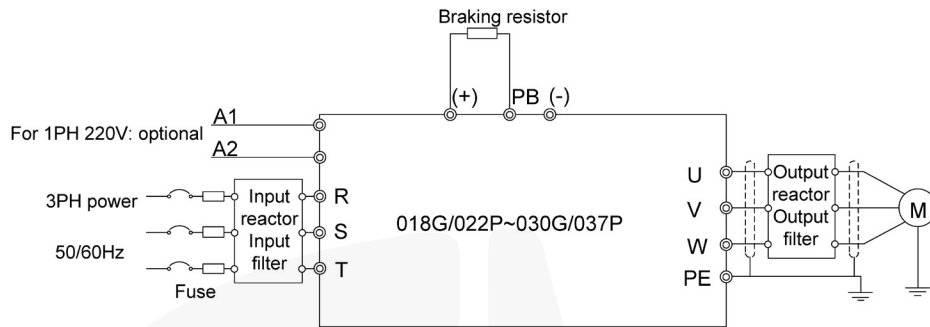 Braking resistor
(+)
PB
(-)
A1
For 1PH 220V: optional
A2
U
V
W
PE
Output
reactor
Output
filter
M
3PH power
50/60Hz
Fuse
Input
reactor
Input
filter
R
S
T
018G/022P~030G/037P